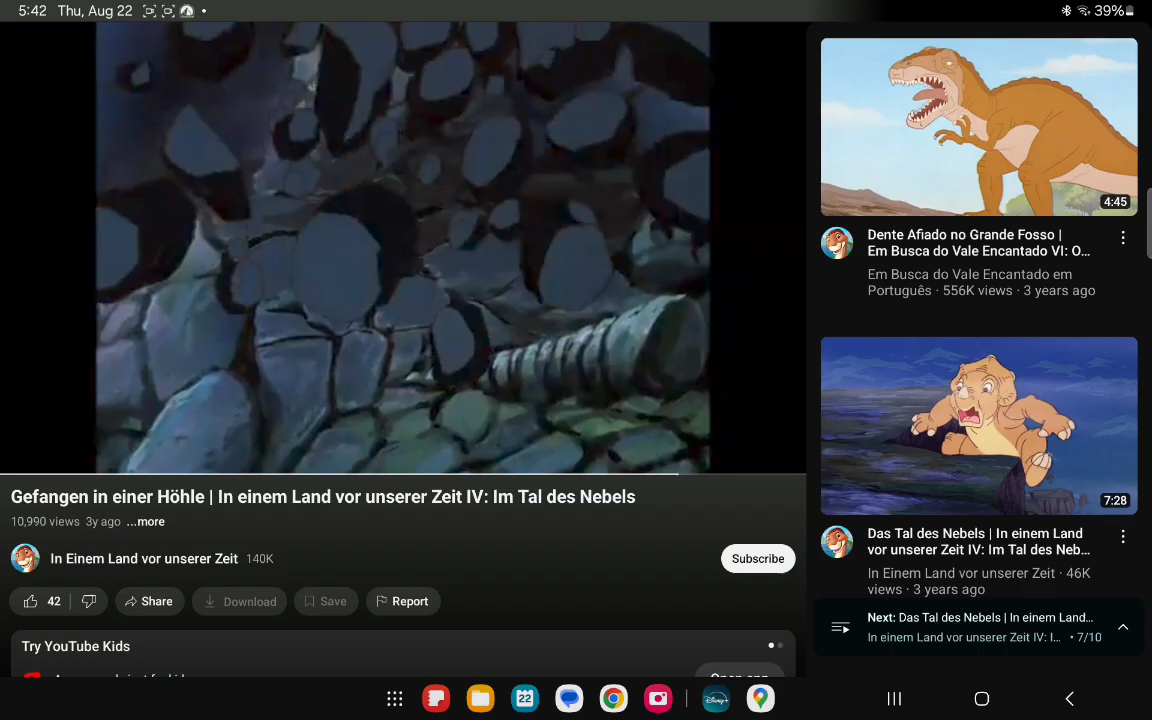 5:42 Thu, Aug 22
39%
4:45
Dente Afiado no Grande Fosso |
Em Busca do Vale Encantado VI: O...
Em Busca do Vale Encantado em
Português · 556K views · 3 years ago
7:28
Das Tal des Nebels | In einem Land
vor unserer Zeit IV: Im Tal des Neb...
In Einem Land vor unserer Zeit · 46K
views · 3 years ago
Next: Das Tal des Nebels | In einem Land...
In einem Land vor unserer Zeit IV: I... • 7/10
Gefangen in einer Höhle | In einem Land vor unserer Zeit IV: Im Tal des Nebels
10,990 views 3y ago ...more
In Einem Land vor unserer Zeit 140K
Subscribe
42 Share Download Save Report
Try YouTube Kids
22
Disney+